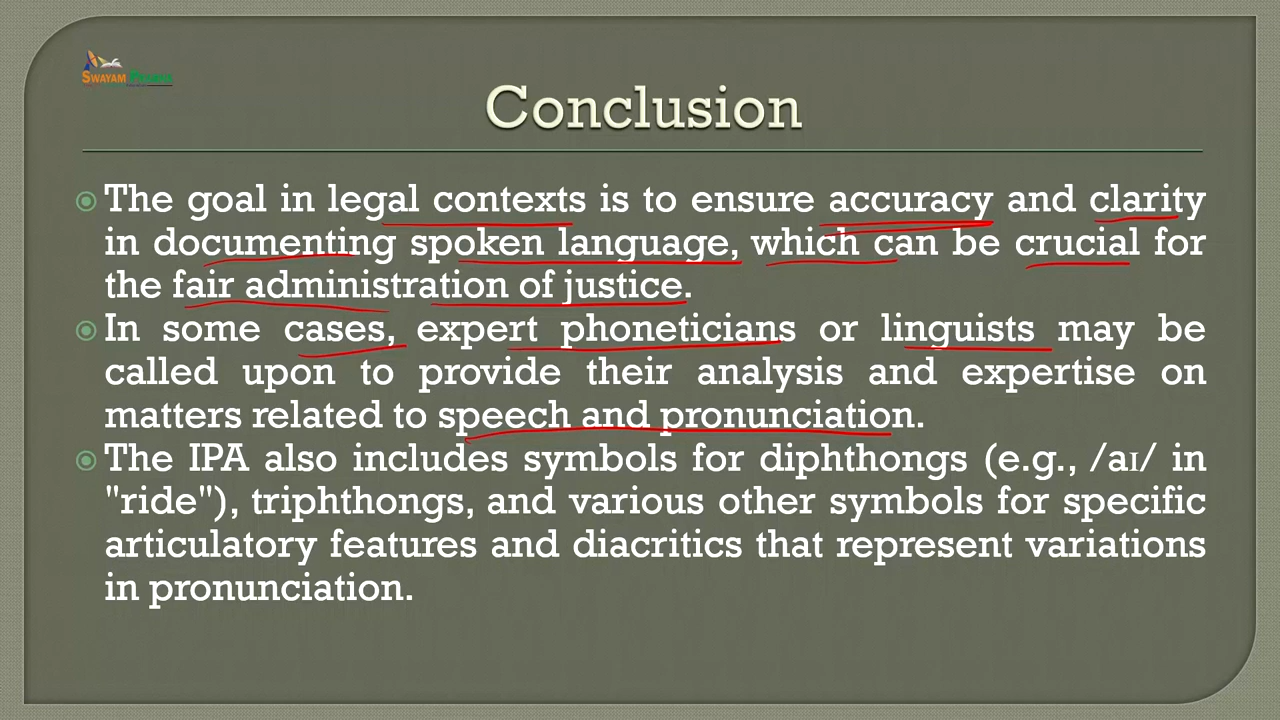 SWAYAM PRABHA
Conclusion
The goal in legal contexts is to ensure accuracy and clarity
in documenting spoken language, which can be crucial for
the fair administration of justice.
In some cases, expert phoneticians or linguists may be
called upon to provide their analysis and expertise on
matters related to speech and pronunciation.
The IPA also includes symbols for diphthongs (e.g., /aɪ/ in
"ride"), triphthongs, and various other symbols for specific
articulatory features and diacritics that represent variations
in pronunciation.